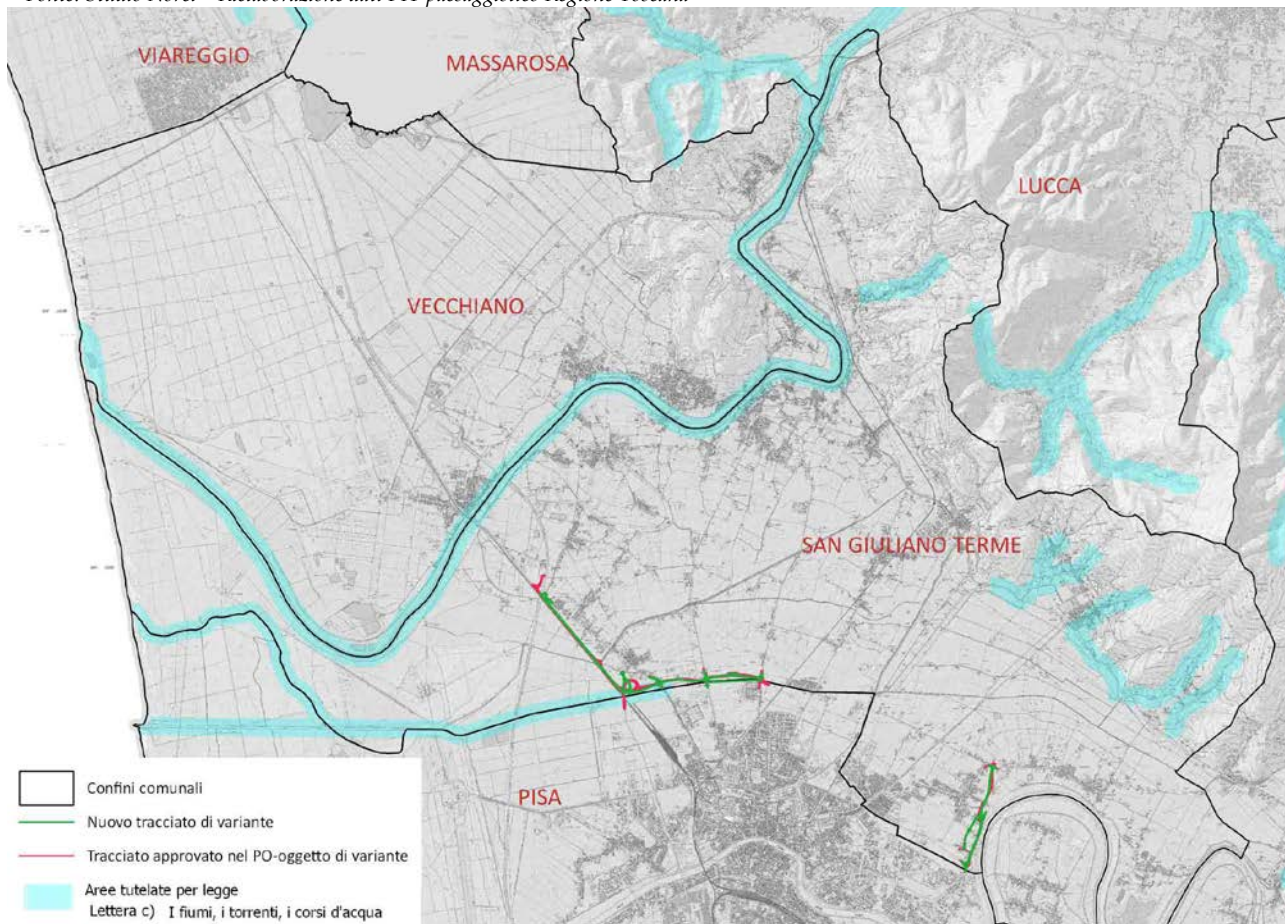 VIAREGGIO
MASSAROSA
LUCCA
VECCHIANO
SAN GIULIANO TERME
PISA
Confini comunali
Nuovo tracciato di variante
Tracciato approvato nel PO-oggetto di variante
Aree tutelate per legge
Lettera c) I fiumi, i torrenti, i corsi d'acqua